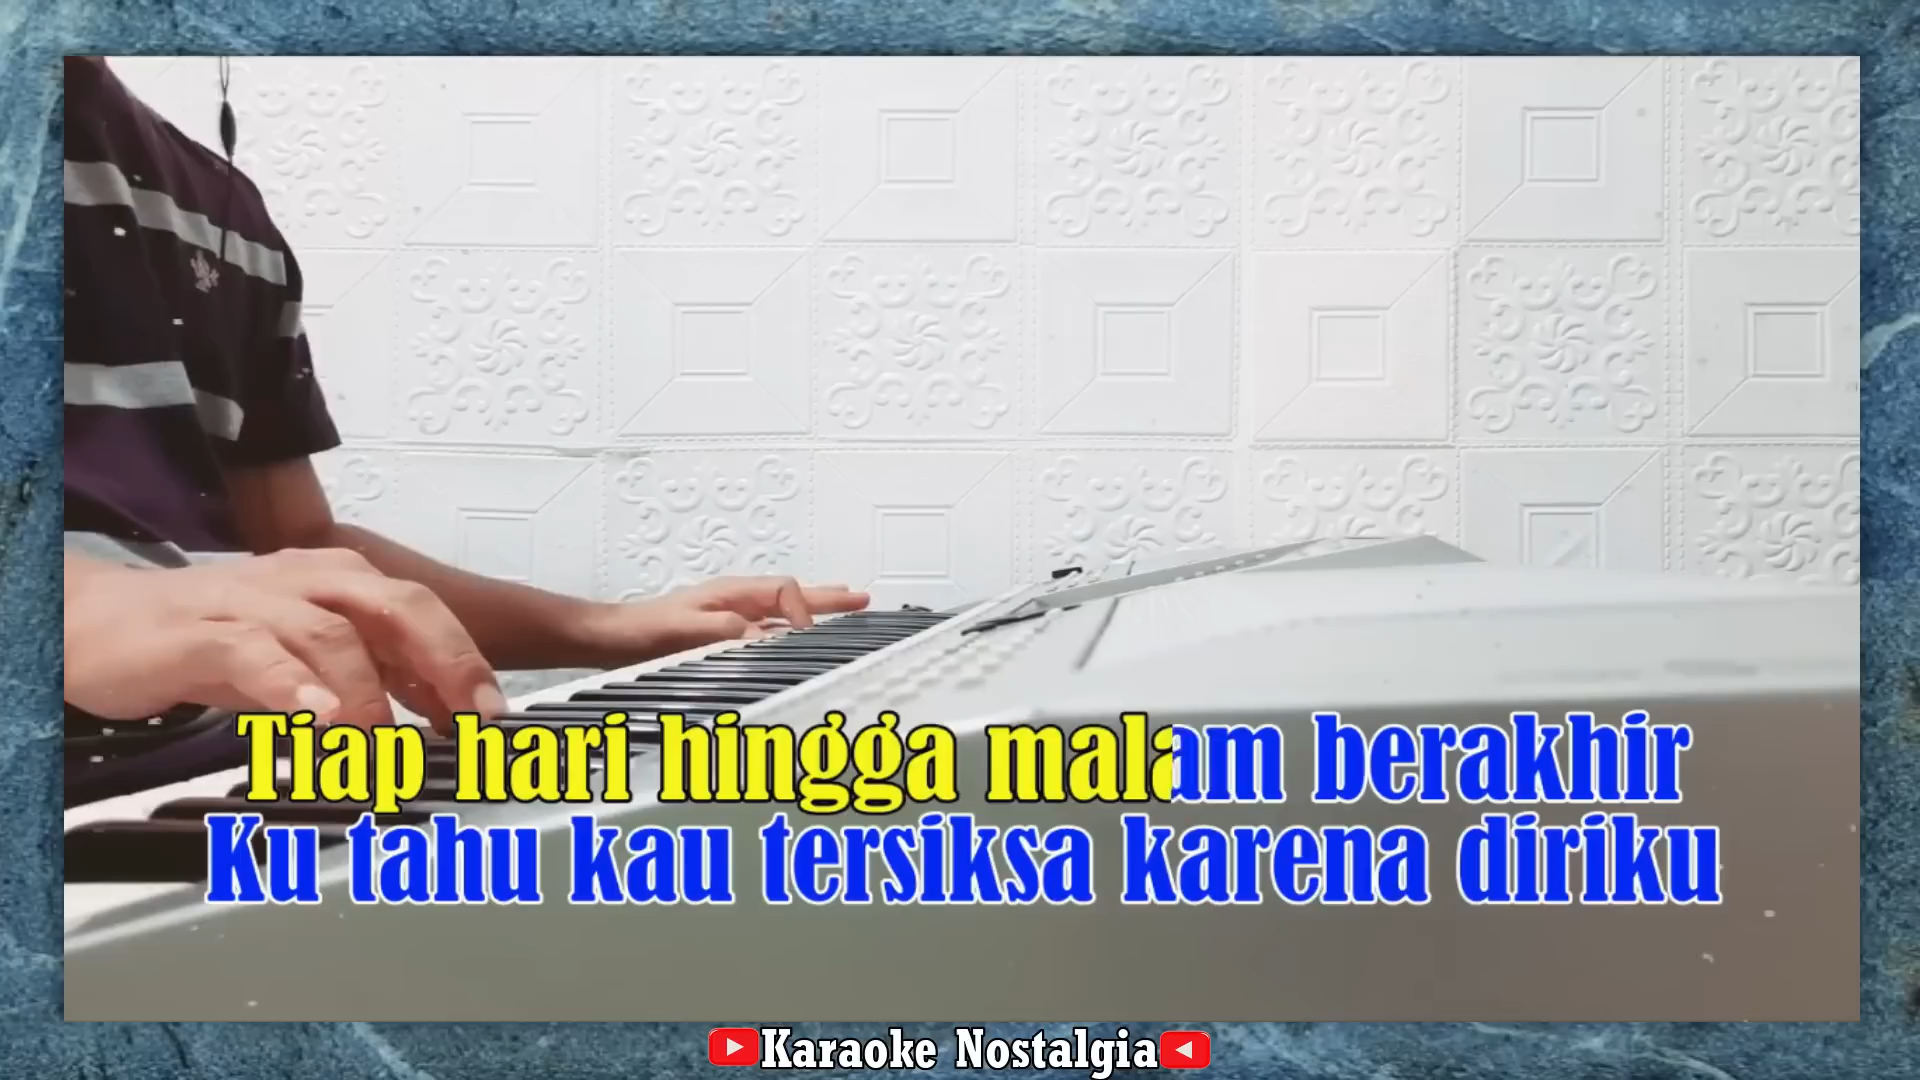 Tiap hari hingga malam berakhir
Ku tahu kau tersiksa karena diriku
Karaoke Nostalgia